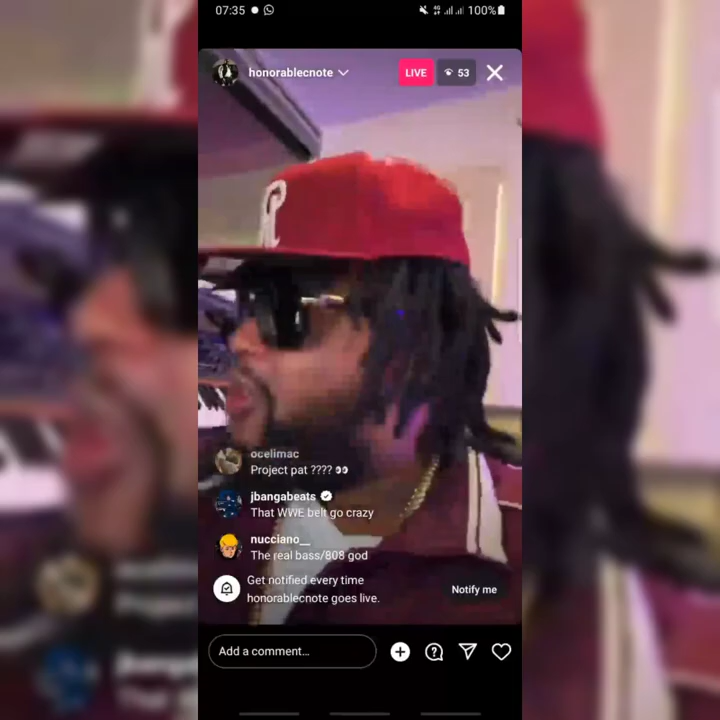 07:35
4G
100%
honorablecnote
LIVE
53
P
ocelimac
Project pat ???? 👀
jbangabeats
That WWE belt go crazy
nucciano__
The real bass/808 god
Get notified every time
honorablecnote goes live.
Notify me
Add a comment...